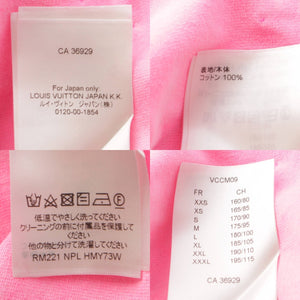 CA 36929
For Japan only
LOUIS VUITTON JAPAN K.K.
ルイ・ヴィトン ジャパン(株)
0120-00-1854
表地/本体
コットン 100%
低温でやさしく洗ってください
クリーニングの前に付属品を保護して
ください
他の物と分けて洗濯してください
RM221 NPL HMY73W
VCCM09
FR CH
XXS 160/80
XS 165/85
S 170/90
M 175/95
L 180/100
XL 185/105
XXL 190/110
XXXL 195/115
CA 36929